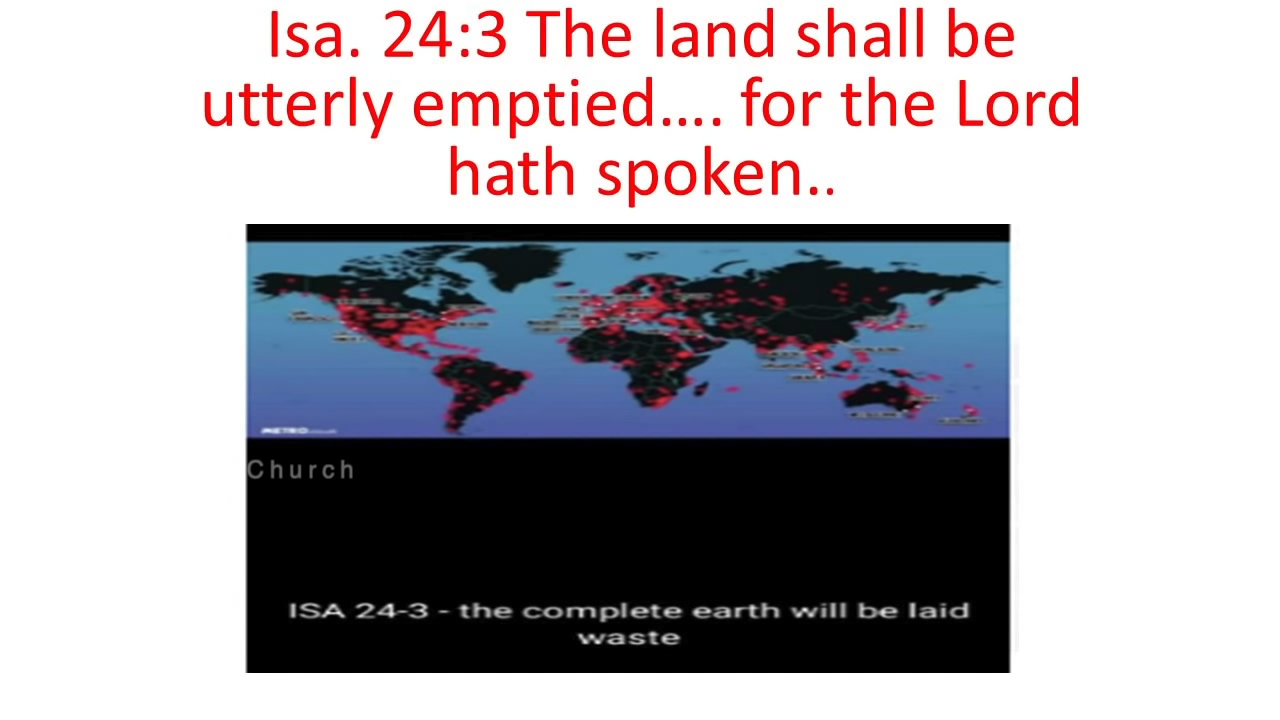 Isa. 24:3 The land shall be
utterly emptied…. for the Lord
hath spoken..
METRO
Church
ISA 24-3 - the complete earth will be laid
waste